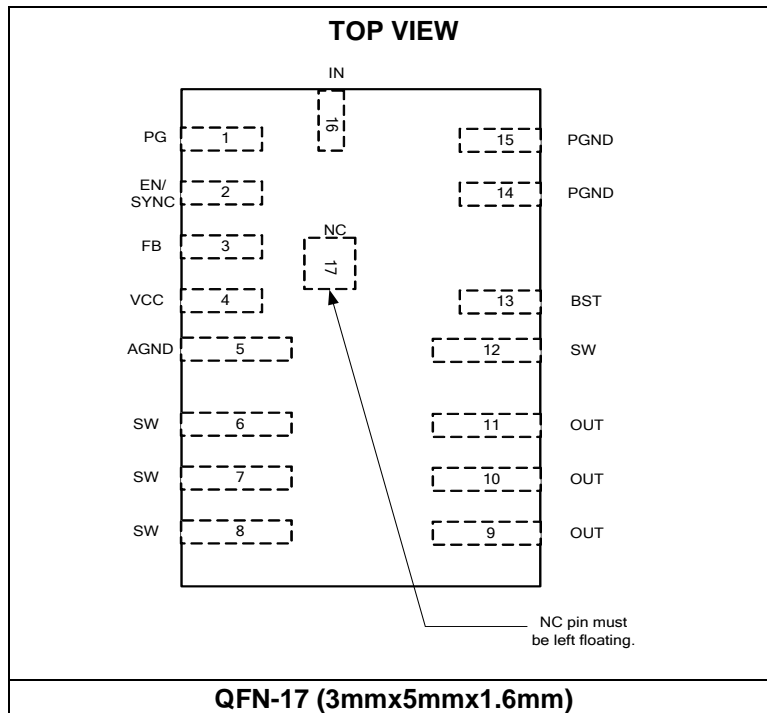 TOP VIEW
IN
16
PG 1
15 PGND
EN/
SYNC
2
14 PGND
FB 3
NC
17
VCC 4
13 BST
AGND 5
12 SW
SW 6
11 OUT
SW 7
10 OUT
SW 8
9 OUT
NC pin must
be left floating.
QFN-17 (3mmx5mmx1.6mm)